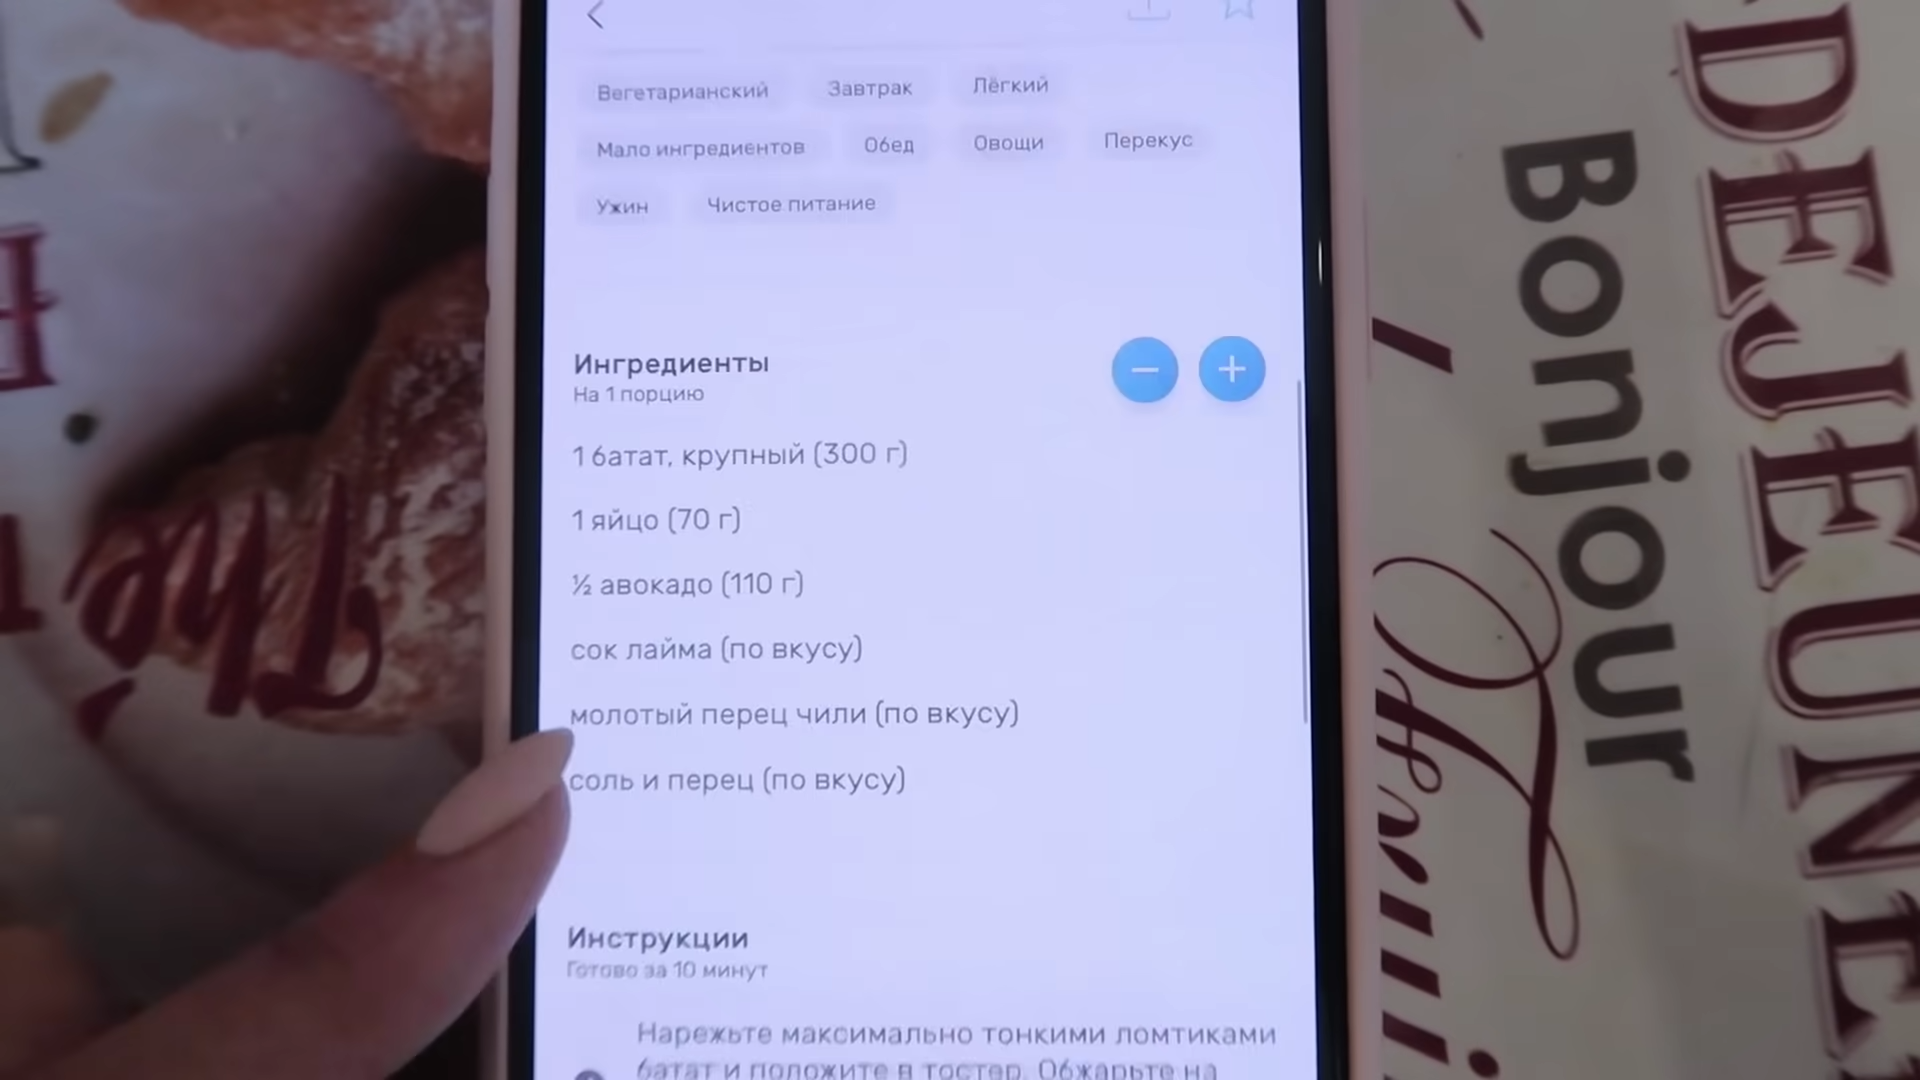 Вегетарианский Завтрак Лёгкий
Мало ингредиентов Обед Овощи Перекус
Ужин Чистое питание
Ингредиенты
На 1 порцию
1 батат, крупный (300 г)
1 яйцо (70 г)
½ авокадо (110 г)
сок лайма (по вкусу)
молотый перец чили (по вкусу)
соль и перец (по вкусу)
Инструкции
Готово за 10 минут
Нарежьте максимально тонкими ломтиками
батат и положите в тостер. Обжарьте на
Bonjour
DEJEUNE
Thé